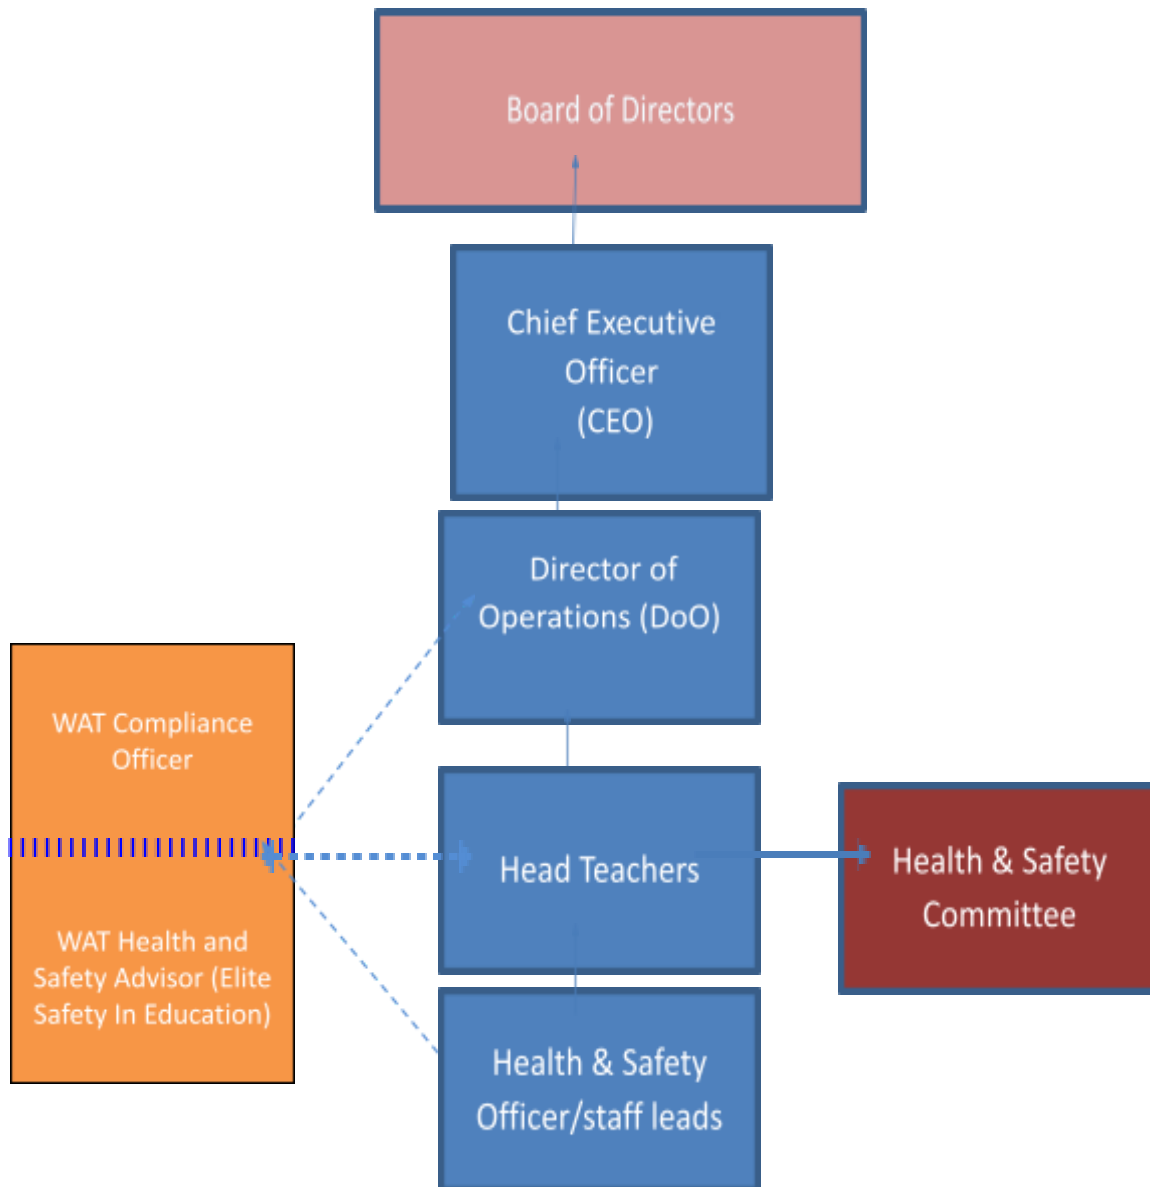 Board of Directors
Chief Executive
Officer
(CEO)
Director of
Operations (DoO)
WAT Compliance
Officer
Head Teachers
Health & Safety
Committee
WAT Health and
Safety Advisor (Elite
Safety In Education)
Health & Safety
Officer/staff leads